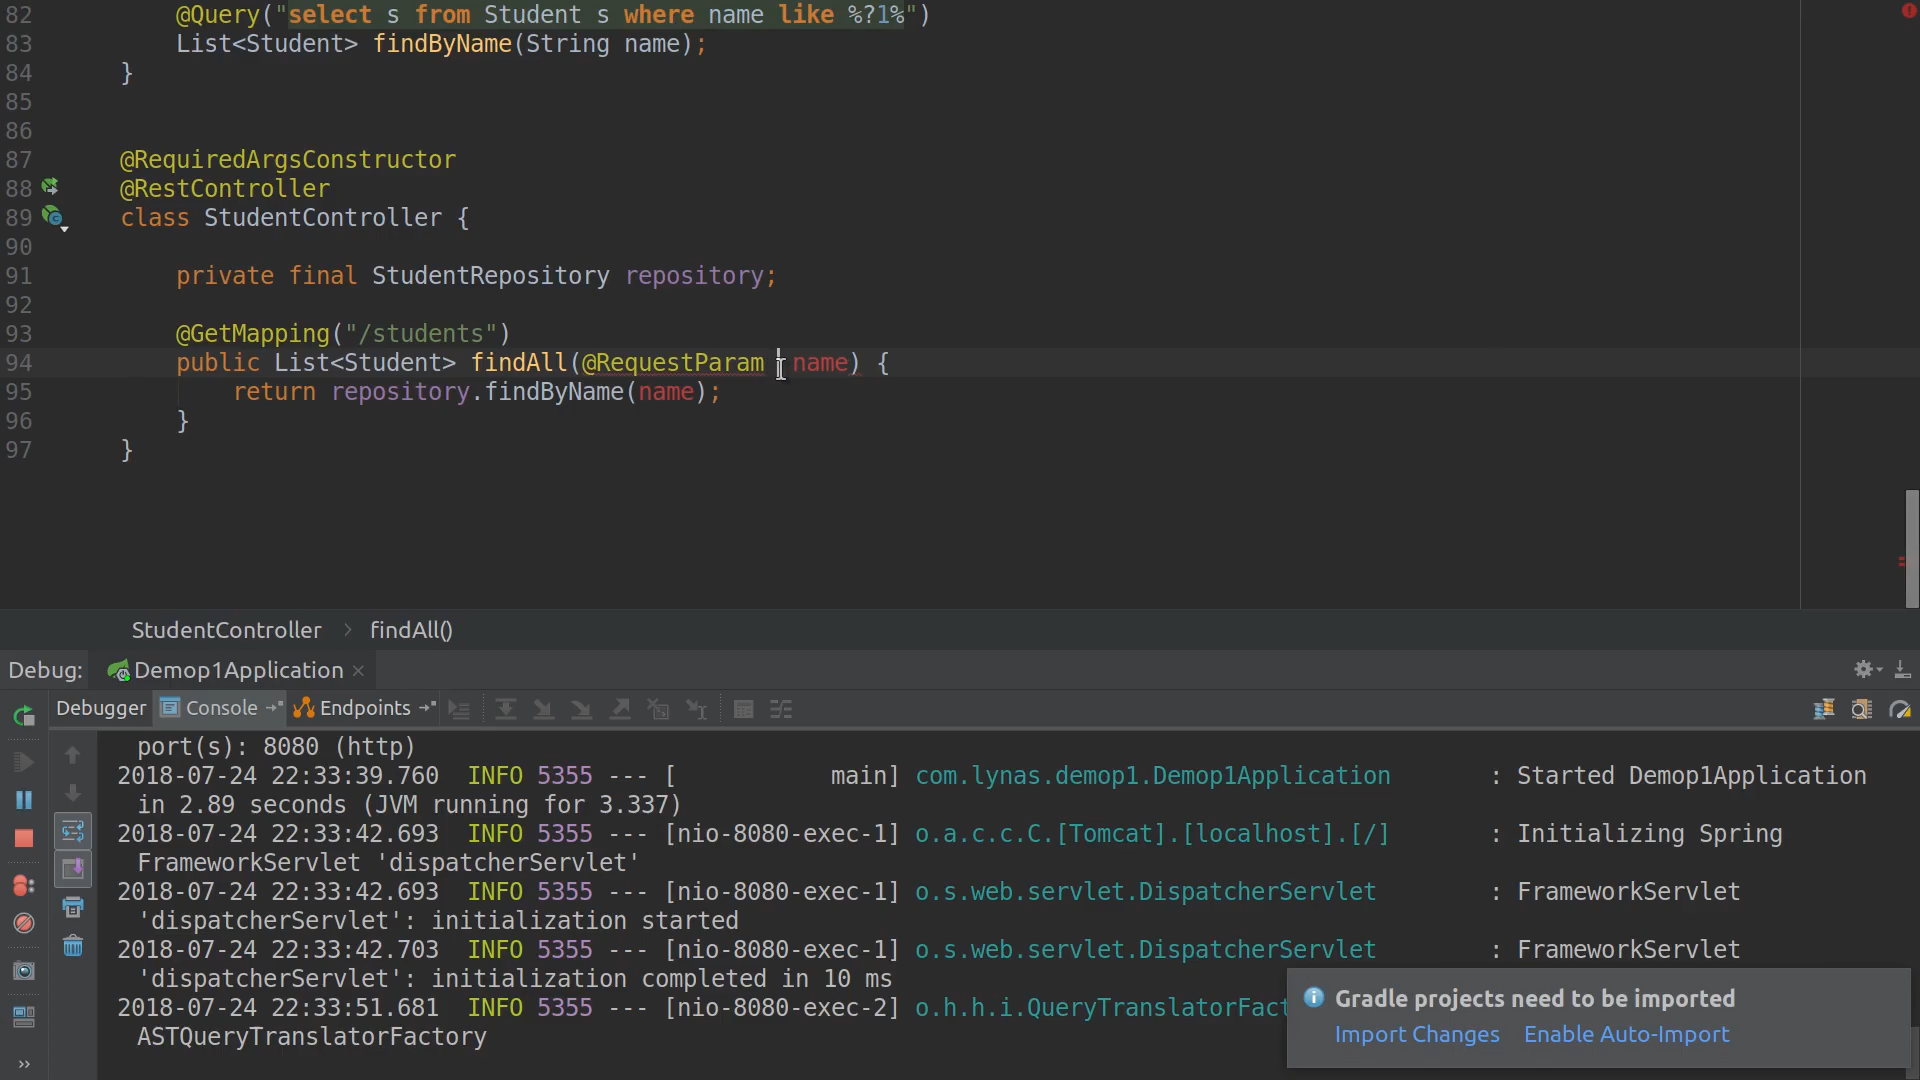 82 @Query("select s from Student s where name like %?1%")
83 List<Student> findByName(String name);
84 }
85
86
87 @RequiredArgsConstructor
88 @RestController
89 class StudentController {
90
91 private final StudentRepository repository;
92
93 @GetMapping("/students")
94 public List<Student> findAll(@RequestParam name) {
95 return repository.findByName(name);
96 }
97 }
StudentController > findAll()
Debug: Demop1Application ×
Debugger Console Endpoints
port(s): 8080 (http)
2018-07-24 22:33:39.760 INFO 5355 --- [ main] com.lynas.demop1.Demop1Application : Started Demop1Application
in 2.89 seconds (JVM running for 3.337)
2018-07-24 22:33:42.693 INFO 5355 --- [nio-8080-exec-1] o.a.c.c.C.[Tomcat].[localhost].[/] : Initializing Spring
FrameworkServlet 'dispatcherServlet'
2018-07-24 22:33:42.693 INFO 5355 --- [nio-8080-exec-1] o.s.web.servlet.DispatcherServlet : FrameworkServlet
'dispatcherServlet': initialization started
2018-07-24 22:33:42.703 INFO 5355 --- [nio-8080-exec-1] o.s.web.servlet.DispatcherServlet : FrameworkServlet
'dispatcherServlet': initialization completed in 10 ms
2018-07-24 22:33:51.681 INFO 5355 --- [nio-8080-exec-2] o.h.h.i.QueryTranslatorFact
ASTQueryTranslatorFactory
Gradle projects need to be imported
Import Changes Enable Auto-Import